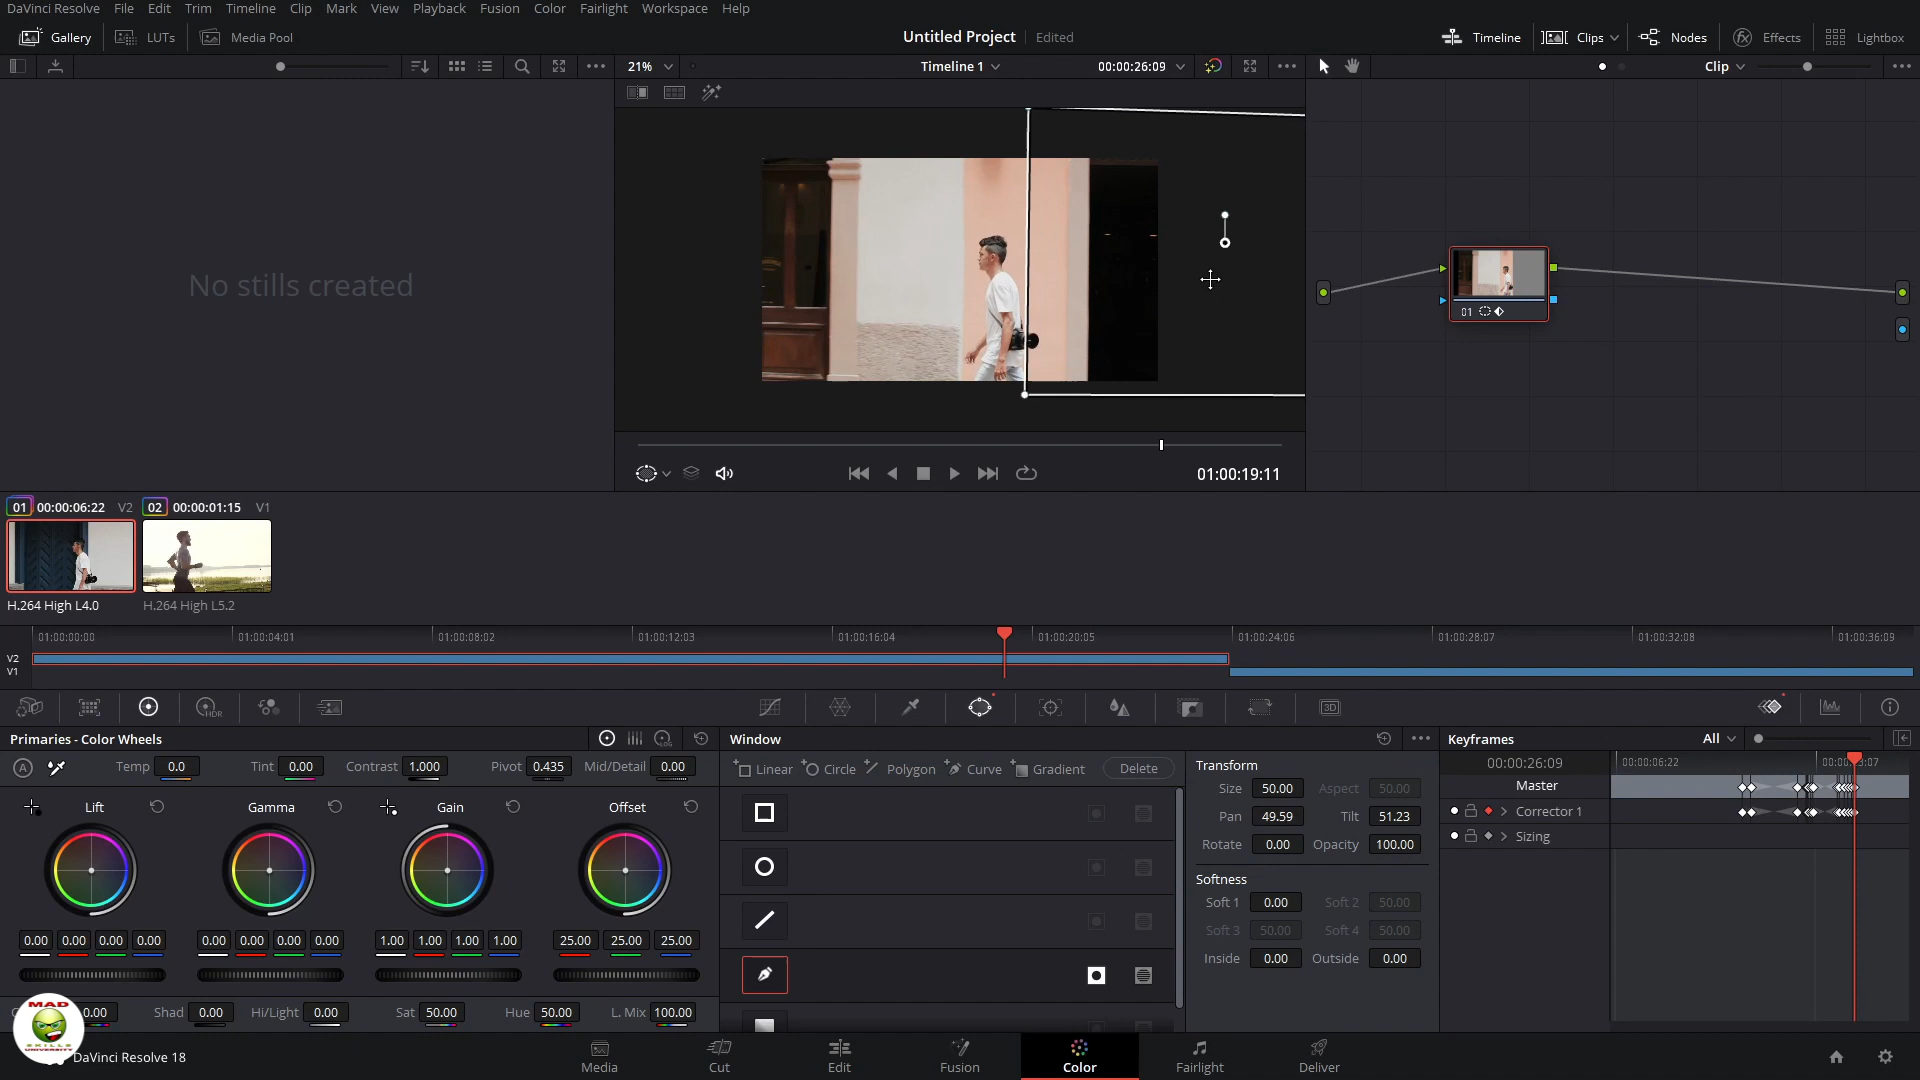 DaVinci Resolve File Edit Trim Timeline Clip Mark View Playback Fusion Color Fairlight Workspace Help
Gallery LUTs Media Pool Untitled Project Edited Timeline Clips Nodes Effects Lightbox
21% Timeline 1 00:00:26:09 Clip
No stills created
01
01:00:19:11
01 00:00:06:22 V2 02 00:00:01:15 V1
H.264 High L4.0 H.264 High L5.2
01:00:00:00 01:00:04:01 01:00:08:02 01:00:12:03 01:00:16:04 01:00:20:05 01:00:24:06 01:00:28:07 01:00:32:08 01:00:36:09
V2
V1
HDR 3D
Primaries - Color Wheels LOG Window Keyframes All
A Temp 0.0 Tint 0.00 Contrast 1.000 Pivot 0.435 Mid/Detail 0.00 Linear Circle Polygon Curve Gradient Delete Transform 00:00:26:09 00:00:06:22
Size 50.00 Aspect 50.00 Master
Lift Gamma Gain Offset Pan 49.59 Tilt 51.23 Corrector 1
Rotate 0.00 Opacity 100.00 Sizing
Softness
Soft 1 0.00 Soft 2 50.00
Soft 3 50.00 Soft 4 50.00
0.00 0.00 0.00 0.00 0.00 0.00 0.00 0.00 1.00 1.00 1.00 1.00 25.00 25.00 25.00
Inside 0.00 Outside 0.00
0.00 Shad 0.00 Hi/Light 0.00 Sat 50.00 Hue 50.00 L. Mix 100.00
MAD
SKILLS
UNIVERSITY
DaVinci Resolve 18 Media Cut Edit Fusion Color Fairlight Deliver